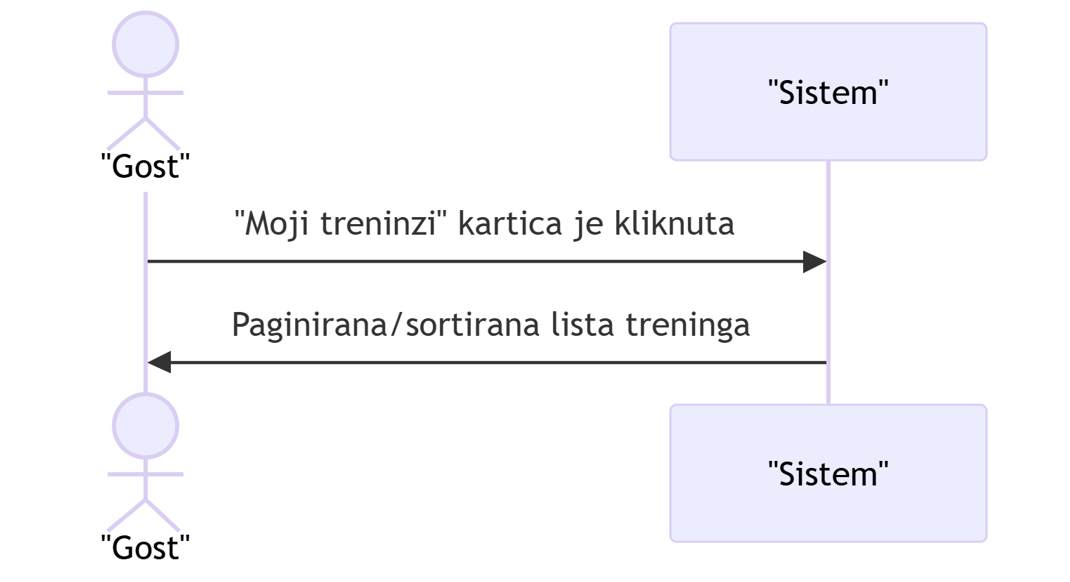 "Gost"
"Sistem"
"Moji treninzi" kartica je kliknuta
Paginirana/sortirana lista treninga
"Gost"
"Sistem"